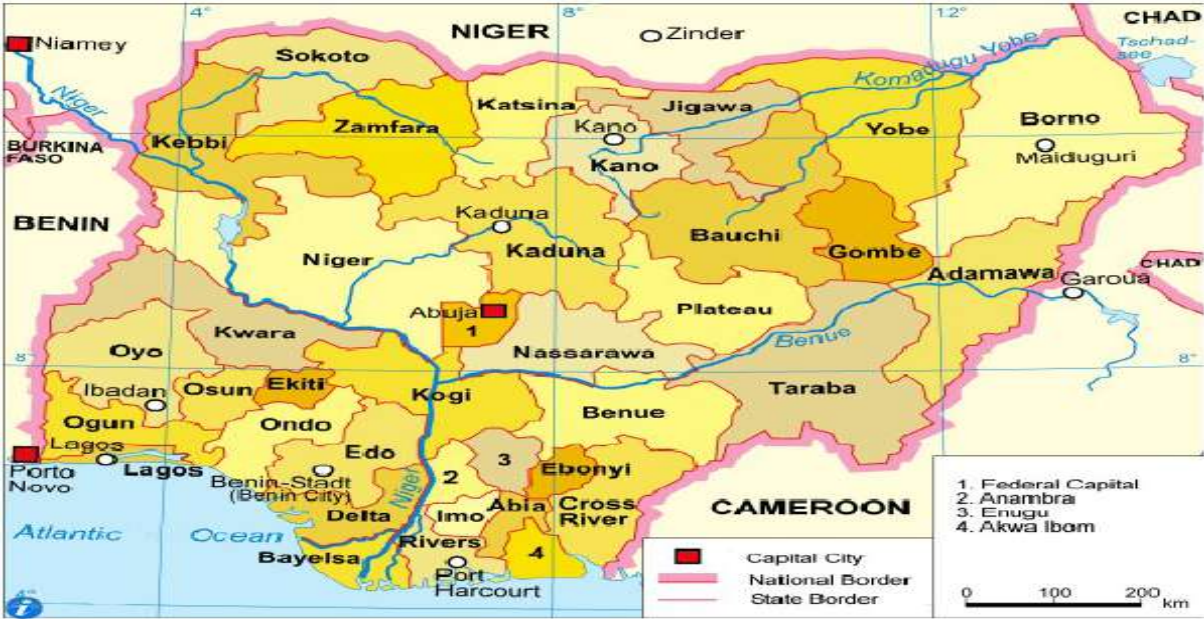 4°
8°
12°
NIGER
CHAD
Niamey
Zinder
Tschad-
see
Sokoto
Komadugu Yobe
Niger
Katsina
Jigawa
Zamfara
Kano
Yobe
Borno
Kebbi
BURKINA
FASO
Kano
Maiduguri
BENIN
Kaduna
Bauchi
Niger
Kaduna
Gombe
Adamawa
CHAD
Garoua
Abuja
1
Plateau
Kwara
Benue
Nassarawa
8°
Oyo
8°
Ibadan
Osun
Ekiti
Kogi
Taraba
Benue
Ogun
Ondo
Lagos
Edo
Lagos
Porto
Novo
Benin-Stadt
(Benin City)
Niger
2
3
Ebonyi
Delta
Imo
Abia
Cross
River
CAMEROON
Atlantic Ocean
Bayelsa
Rivers
4
Port
Harcourt
4°
i
1. Federal Capital
2. Anambra
3. Enugu
4. Akwa Ibom
Capital City
National Border
State Border
0 100 200
km